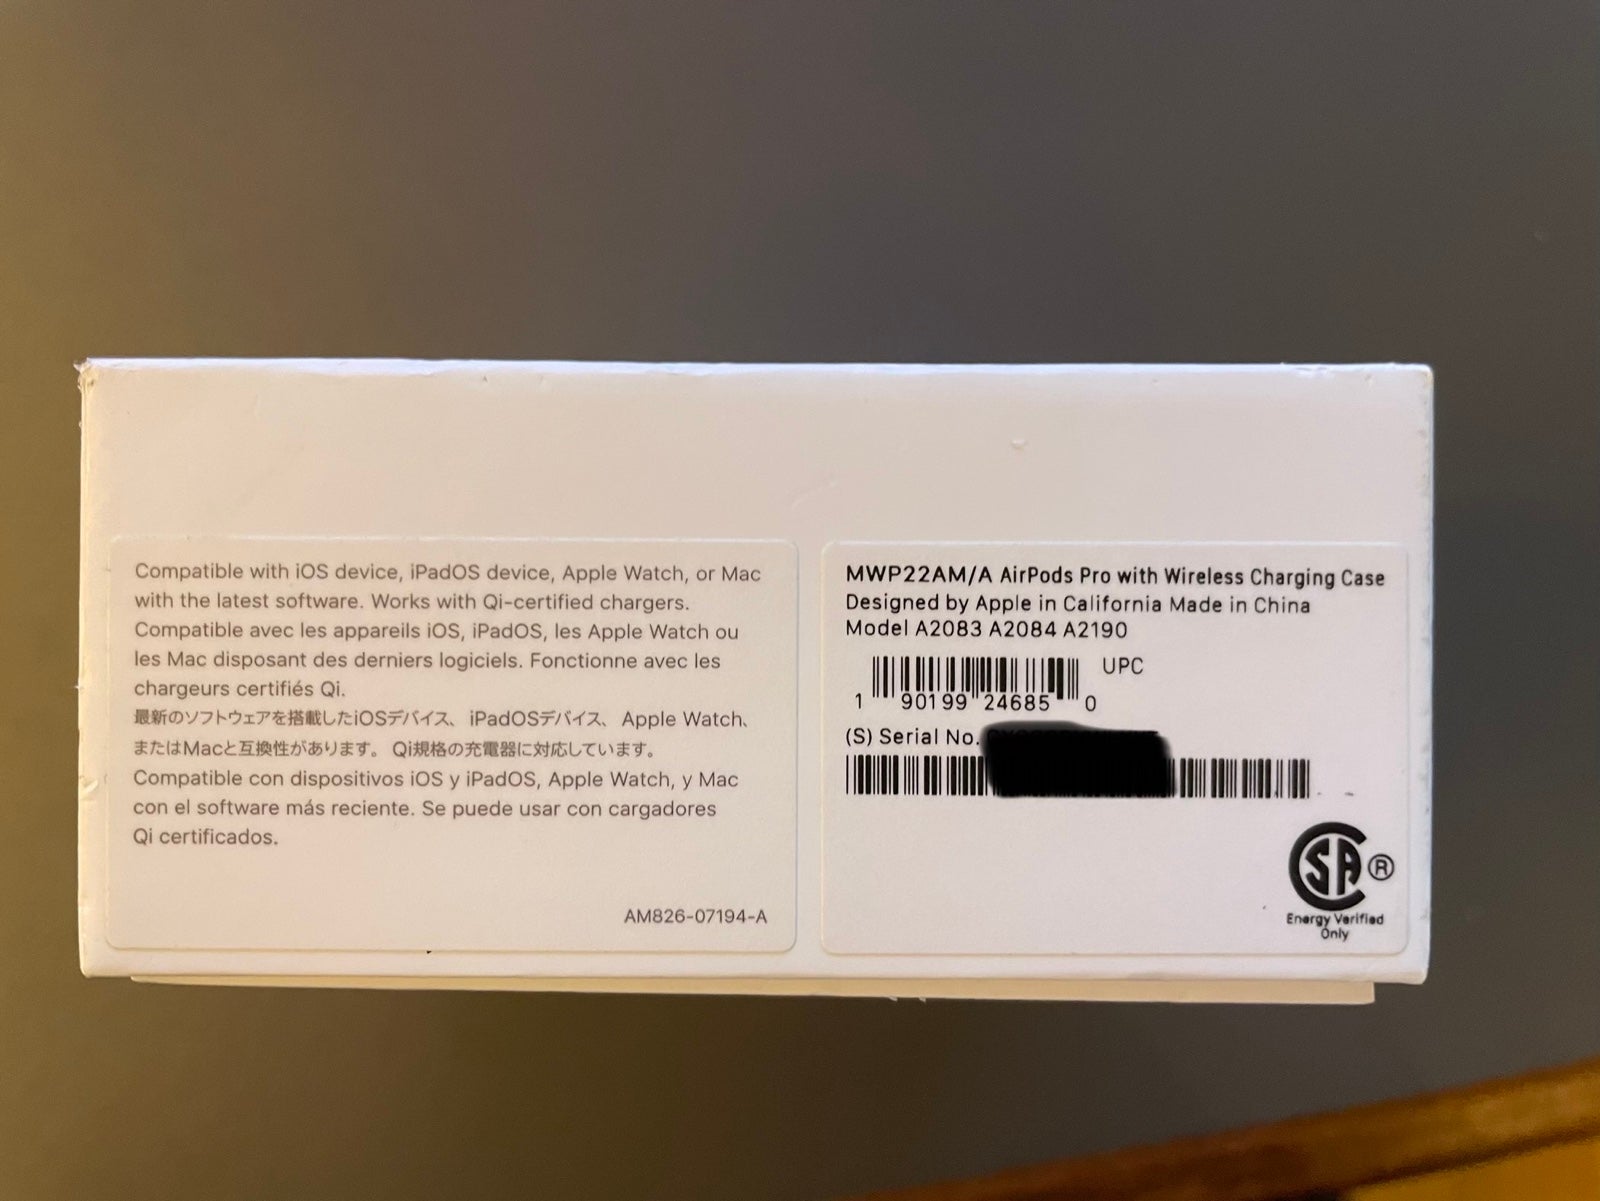 Compatible with iOS device, iPadOS device, Apple Watch, or Mac
with the latest software. Works with Qi-certified chargers.
Compatible avec les appareils iOS, iPadOS, les Apple Watch ou
les Mac disposant des derniers logiciels. Fonctionne avec les
chargeurs certifiés Qi.
最新のソフトウェアを搭載したiOSデバイス、iPadOSデバイス、Apple Watch、
またはMacと互換性があります。Qi規格の充電器に対応しています。
Compatible con dispositivos iOS y iPadOS, Apple Watch, y Mac
con el software más reciente. Se puede usar con cargadores
Qi certificados.
AM826-07194-A
MWP22AM/A AirPods Pro with Wireless Charging Case
Designed by Apple in California Made in China
Model A2083 A2084 A2190
UPC
1 90199 24685 0
(S) Serial No.
SA ®
Energy Verified
Only